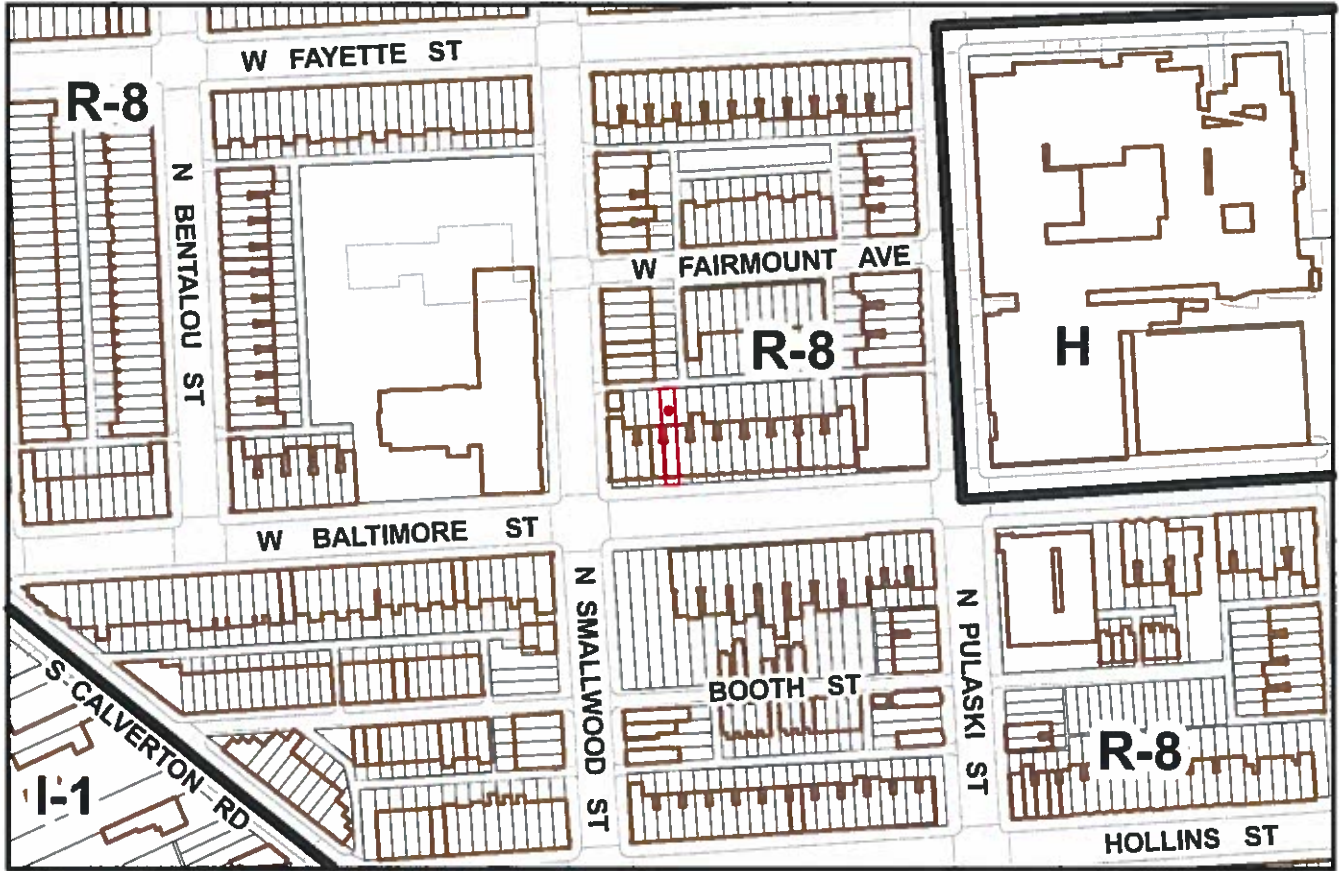 W FAYETTE ST
R-8
N BENTALOU ST
W FAIRMOUNT AVE
R-8
H
W BALTIMORE ST
N SMALLWOOD ST
N PULASKI ST
BOOTH ST
S CALVERTON RD
I-1
R-8
HOLLINS ST